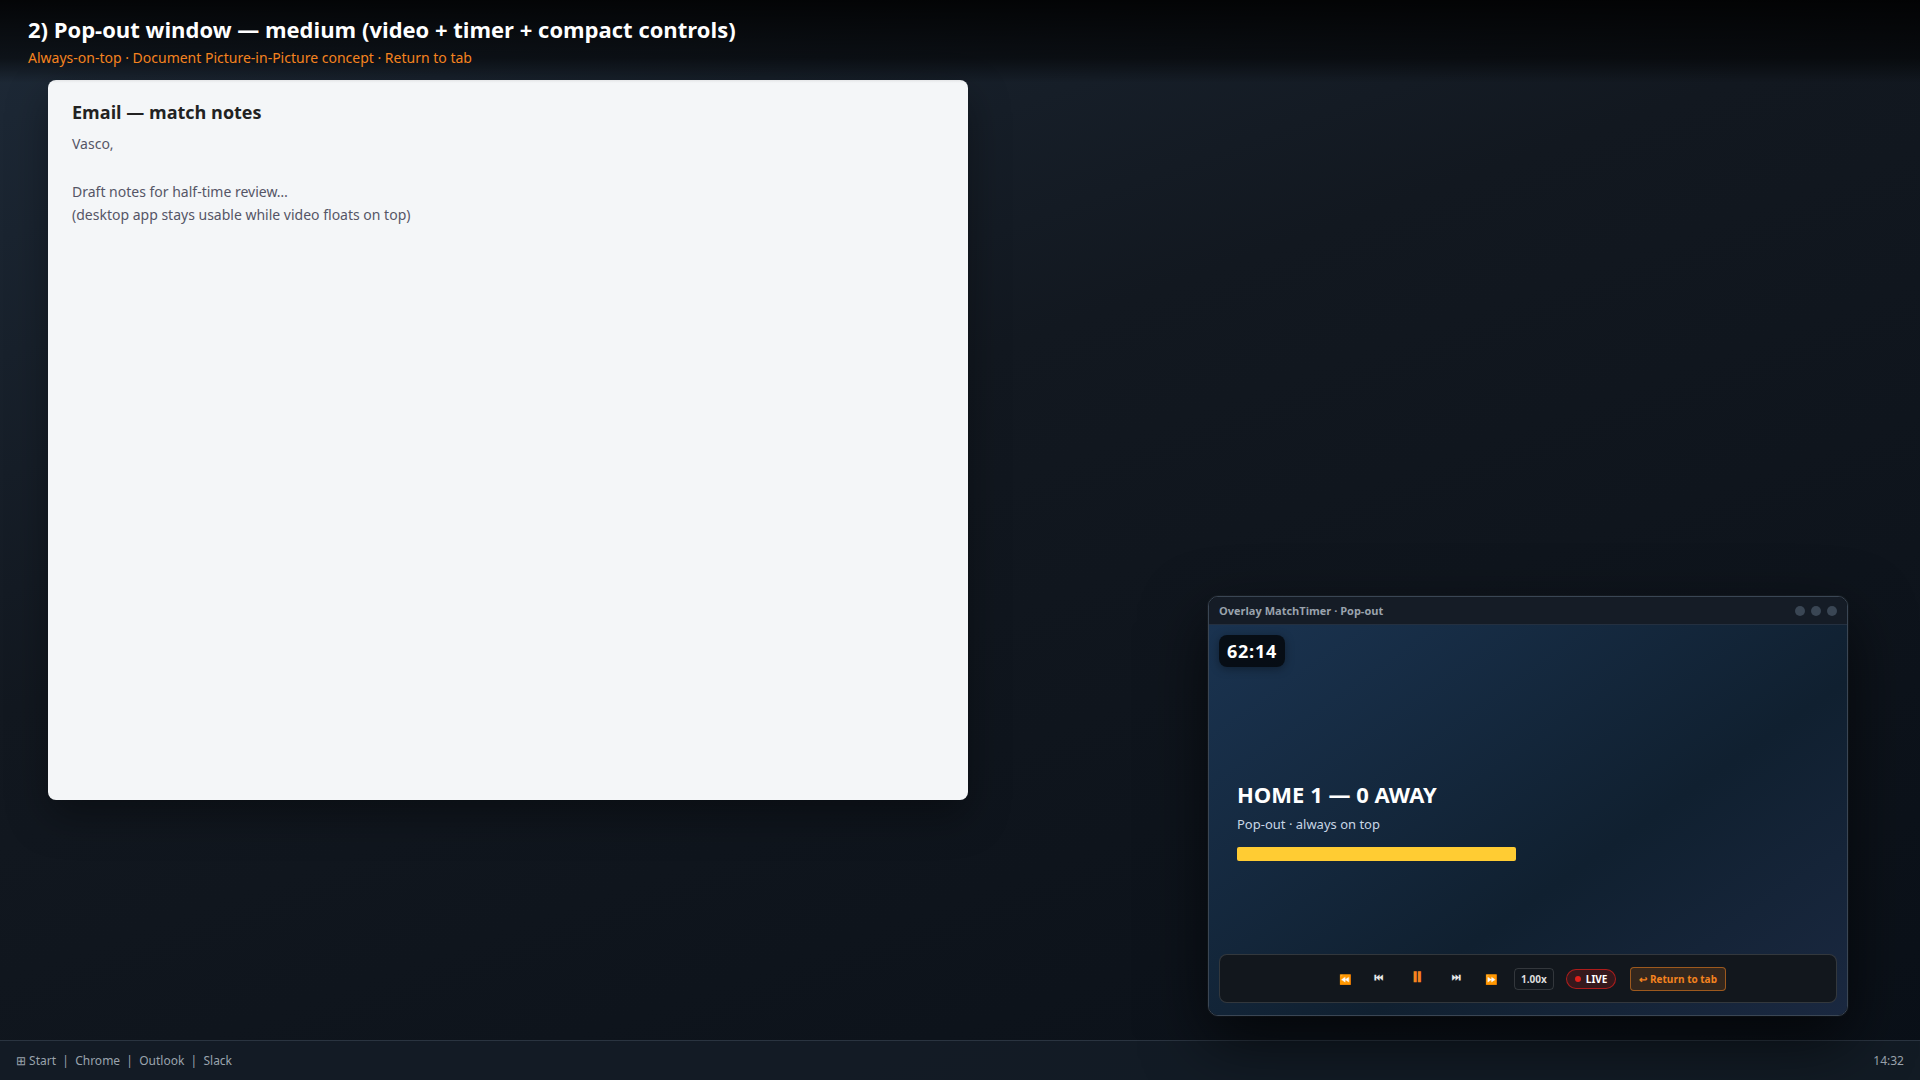 2) Pop-out window — medium (video + timer + compact controls)
Always-on-top · Document Picture-in-Picture concept · Return to tab
Email — match notes
Vasco,
Draft notes for half-time review...
(desktop app stays usable while video floats on top)
Overlay MatchTimer · Pop-out
62:14
HOME 1 — 0 AWAY
Pop-out · always on top
1.00x LIVE ↩ Return to tab
⊞ Start | Chrome | Outlook | Slack
14:32